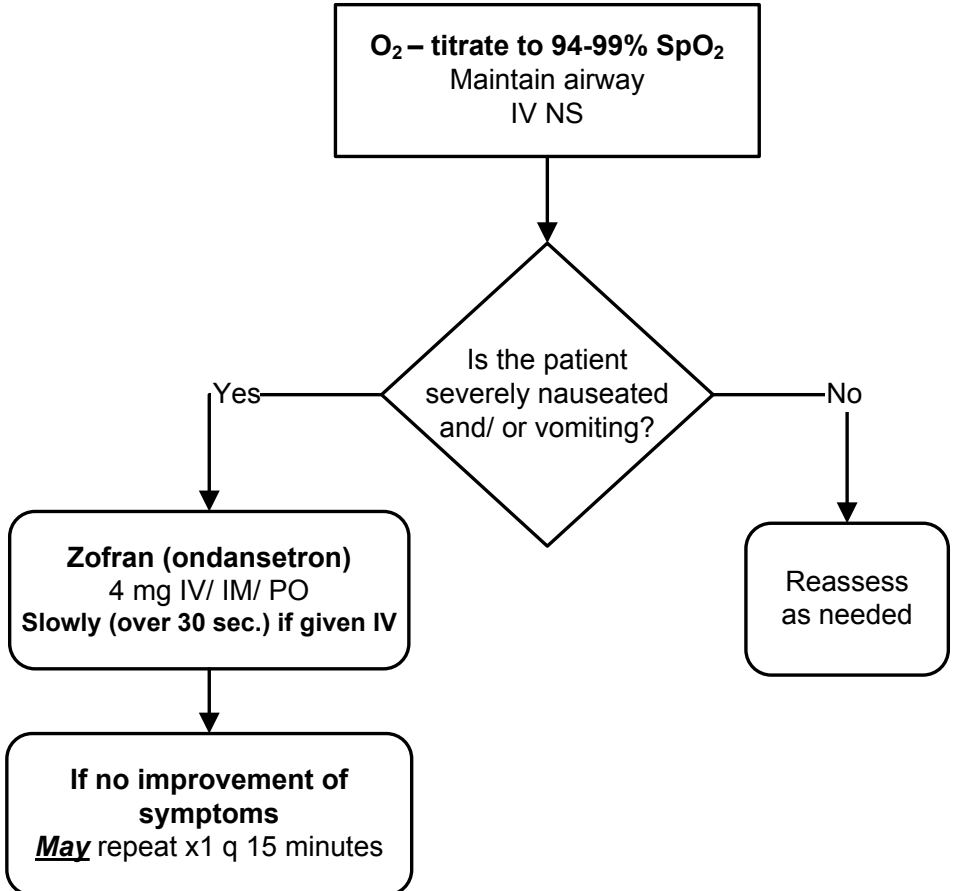 O₂ – titrate to 94-99% SpO₂
Maintain airway
IV NS
Is the patient
severely nauseated
and/ or vomiting?
Yes
No
Zofran (ondansetron)
4 mg IV/ IM/ PO
Slowly (over 30 sec.) if given IV
Reassess
as needed
If no improvement of
symptoms
May repeat x1 q 15 minutes